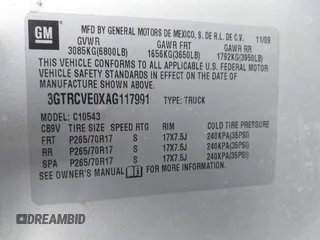 GM
MFD BY GENERAL MOTORS DE MEXICO, S. DE R.L. DE C.V.
GVWR GAWR FRT GAWR RR 11/09
3085KG(6800LB) 1656KG(3650LB) 1792KG(3950LB)
THIS VEHICLE CONFORMS TO ALL APPLICABLE U.S. FEDERAL MOTOR
VEHICLE SAFETY AND THEFT PREVENTION STANDARDS IN EFFECT ON THE DATE OF
MANUFACTURE SHOWN ABOVE.
3GTRCVE0XAG117991 TYPE: TRUCK
MODEL: C10543
CB9V TIRE SIZE SPEED RTG RIM COLD TIRE PRESSURE
FRT P265/70R17 S 17X7.5J 240KPA(35PSI)
RR P265/70R17 S 17X7.5J 240KPA(35PSI)
SPA P265/70R17 S 17X7.5J 240KPA(35PSI)
SEE OWNER'S MANUAL FOR MORE INFORMATION.
DREAMBID